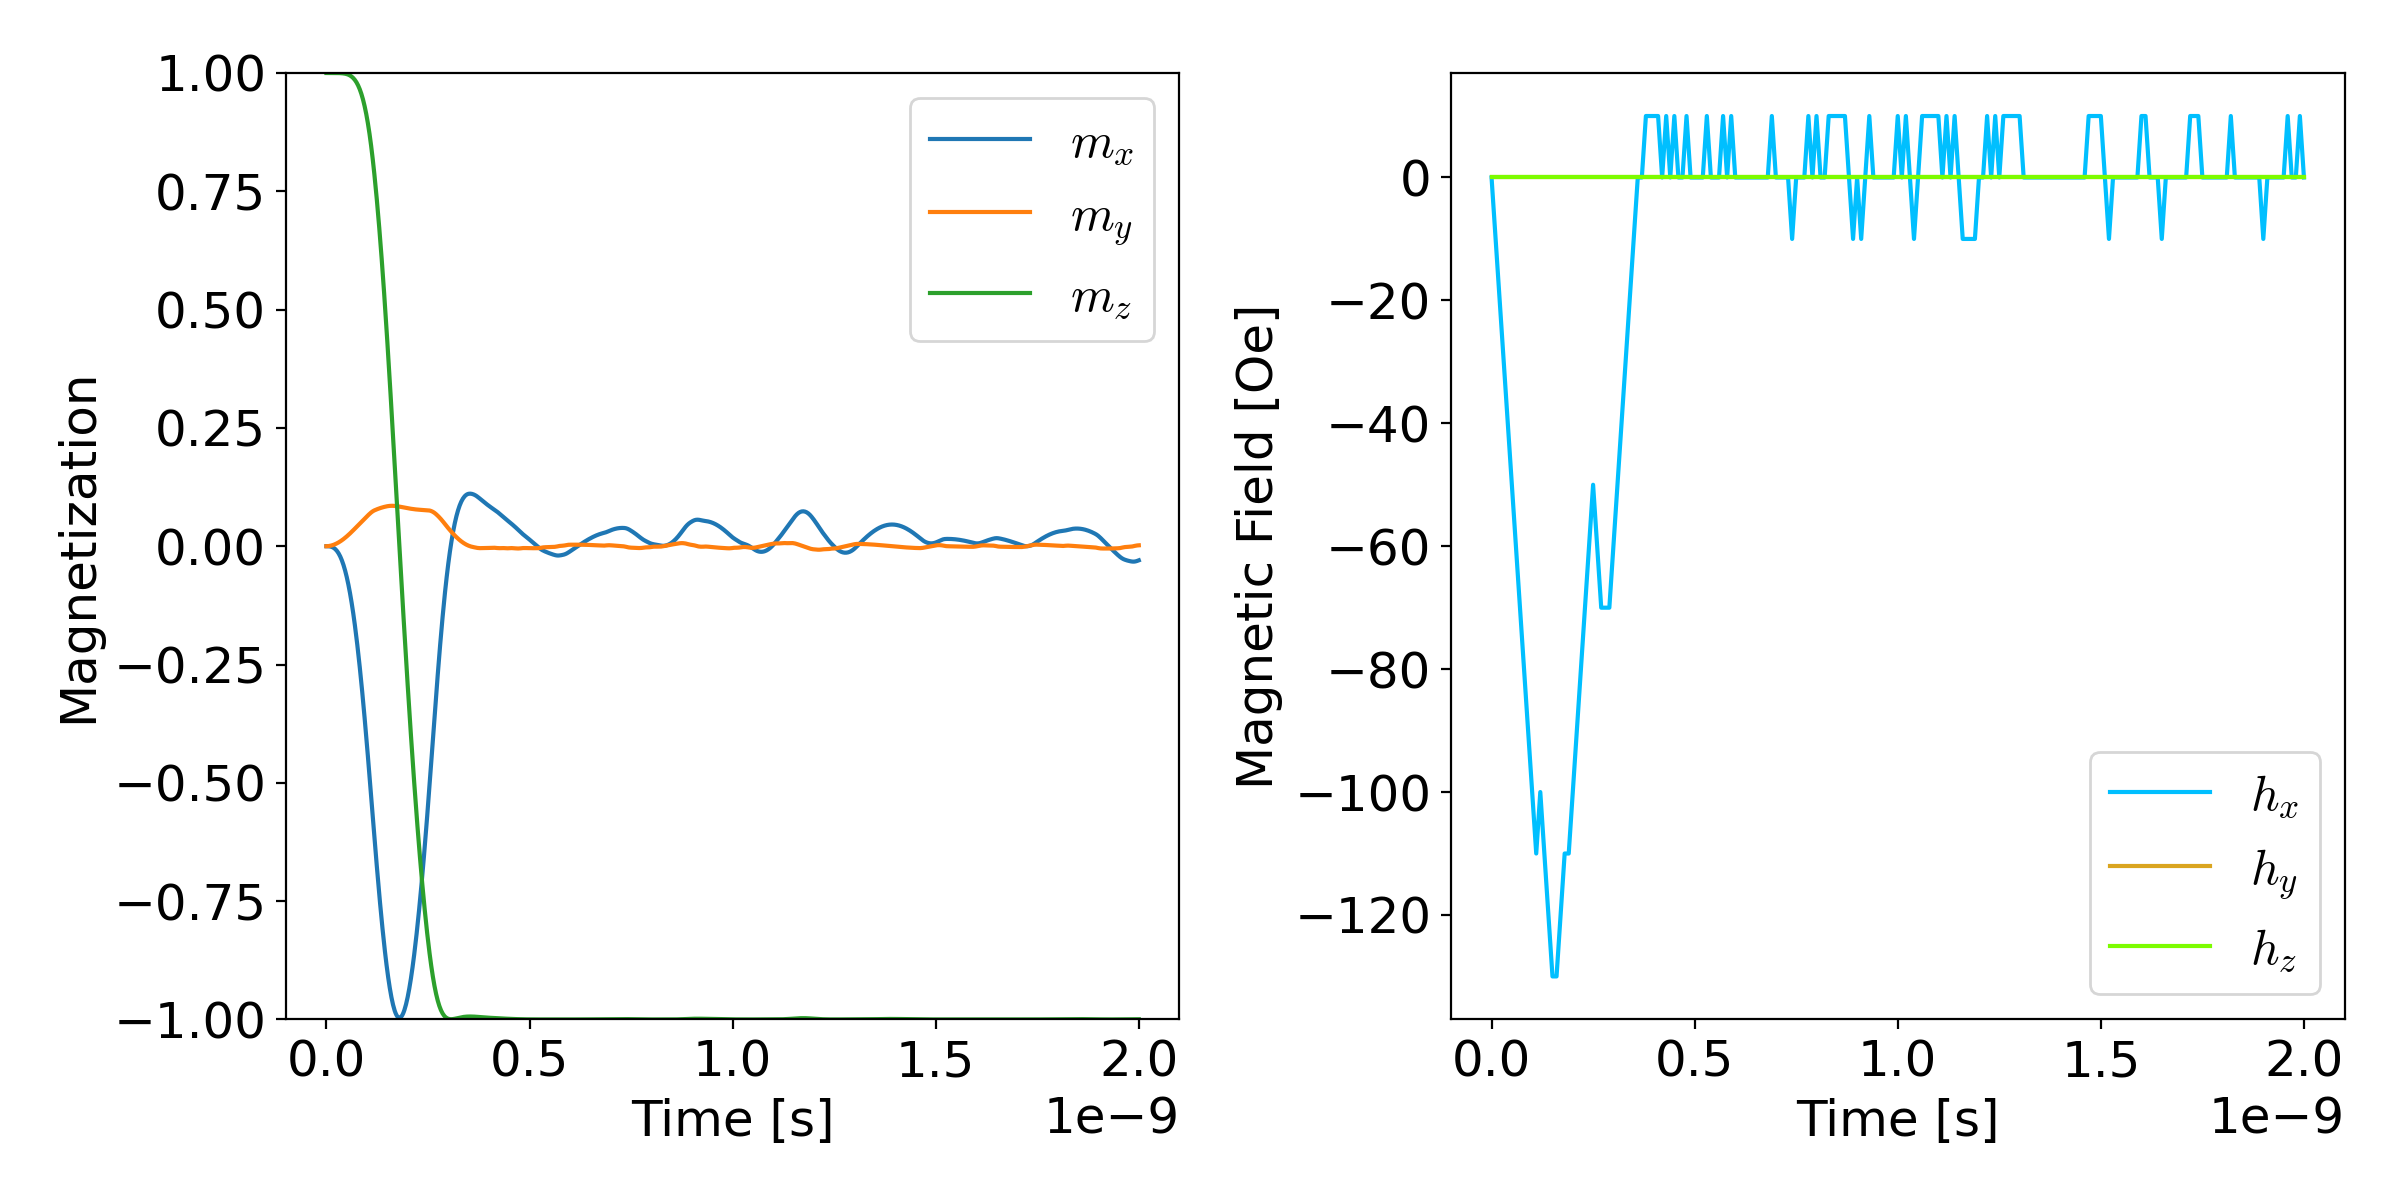 Magnetization
1.00
0.75
0.50
0.25
0.00
−0.25
−0.50
−0.75
−1.00
0.0 0.5 1.0 1.5 2.0
Time [s]
1e−9
m_x
m_y
m_z
Magnetic Field [Oe]
0
−20
−40
−60
−80
−100
−120
0.0 0.5 1.0 1.5 2.0
Time [s]
1e−9
h_x
h_y
h_z